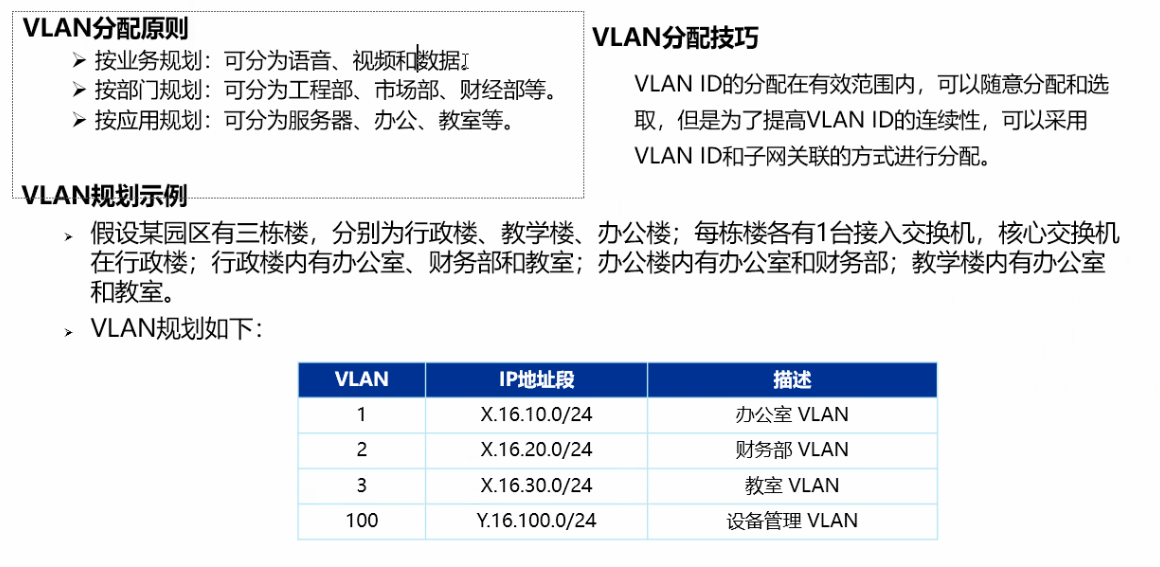 VLAN分配原则
按业务规划：可分为语音、视频和数据。
按部门规划：可分为工程部、市场部、财经部等。
按应用规划：可分为服务器、办公、教室等。
VLAN分配技巧
VLAN ID的分配在有效范围内，可以随意分配和选
取，但是为了提高VLAN ID的连续性，可以采用
VLAN ID和子网关联的方式进行分配。
VLAN规划示例
假设某园区有三栋楼，分别为行政楼、教学楼、办公楼；每栋楼各有1台接入交换机，核心交换机
在行政楼；行政楼内有办公室、财务部和教室；办公楼内有办公室和财务部；教学楼内有办公室
和教室。
VLAN规划如下：
VLAN IP地址段 描述
1 X.16.10.0/24 办公室 VLAN
2 X.16.20.0/24 财务部 VLAN
3 X.16.30.0/24 教室 VLAN
100 Y.16.100.0/24 设备管理 VLAN